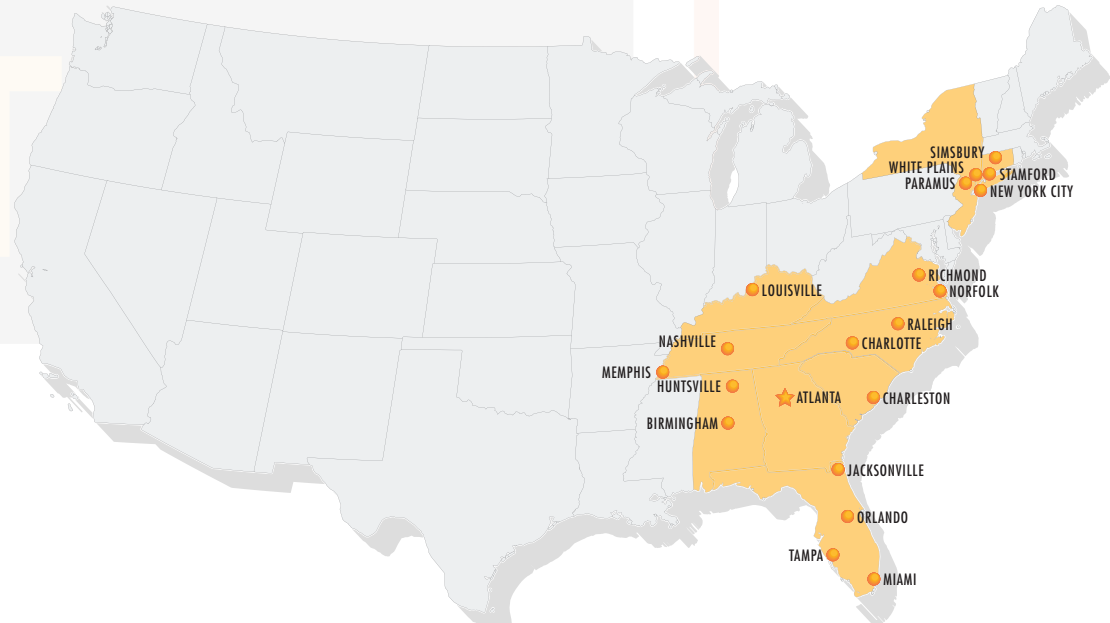 SIMSBURY
WHITE PLAINS
STAMFORD
PARAMUS
NEW YORK CITY
RICHMOND
LOUISVILLE
NORFOLK
RALEIGH
NASHVILLE
CHARLOTTE
MEMPHIS
HUNTSVILLE
ATLANTA
CHARLESTON
BIRMINGHAM
JACKSONVILLE
ORLANDO
TAMPA
MIAMI